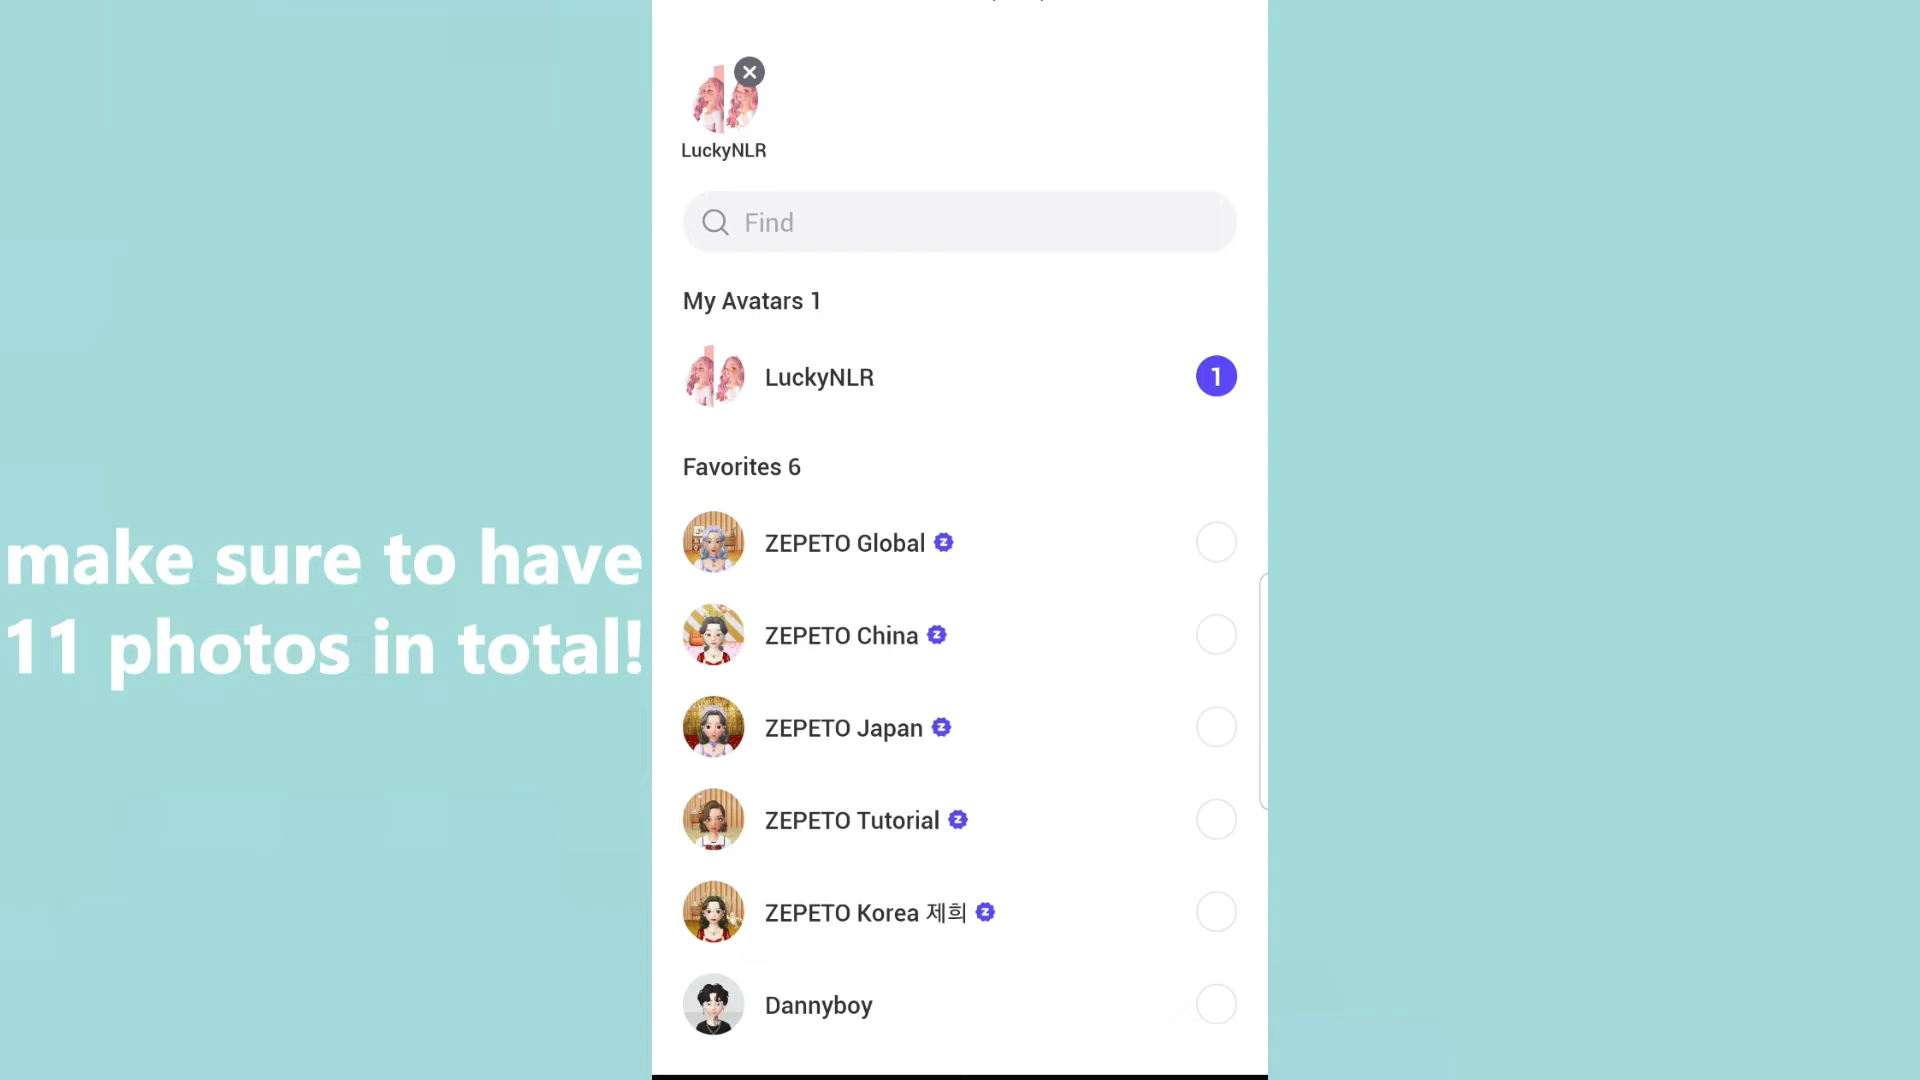 LuckyNLR
Find
My Avatars 1
LuckyNLR
1
Favorites 6
ZEPETO Global
ZEPETO China
ZEPETO Japan
ZEPETO Tutorial
ZEPETO Korea 제희
Dannyboy
make sure to have
11 photos in total!